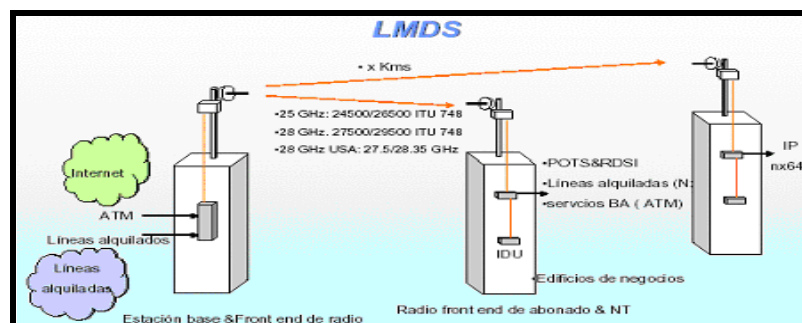 LMDS
• x Kms
•25 GHz: 24500/26500 ITU 748
•28 GHz. 27500/29500 ITU 748
•28 GHz USA: 27.5/28.35 GHz
Internet
ATM
Líneas alquilados
Líneas
alquiladas
•POTS&RDSI
•Líneas alquiladas (N:
•servcios BA ( ATM)
IDU
•Edificios de negocios
IP
nx64
Estación base &Front end de radio
Radio front end de abonado & NT